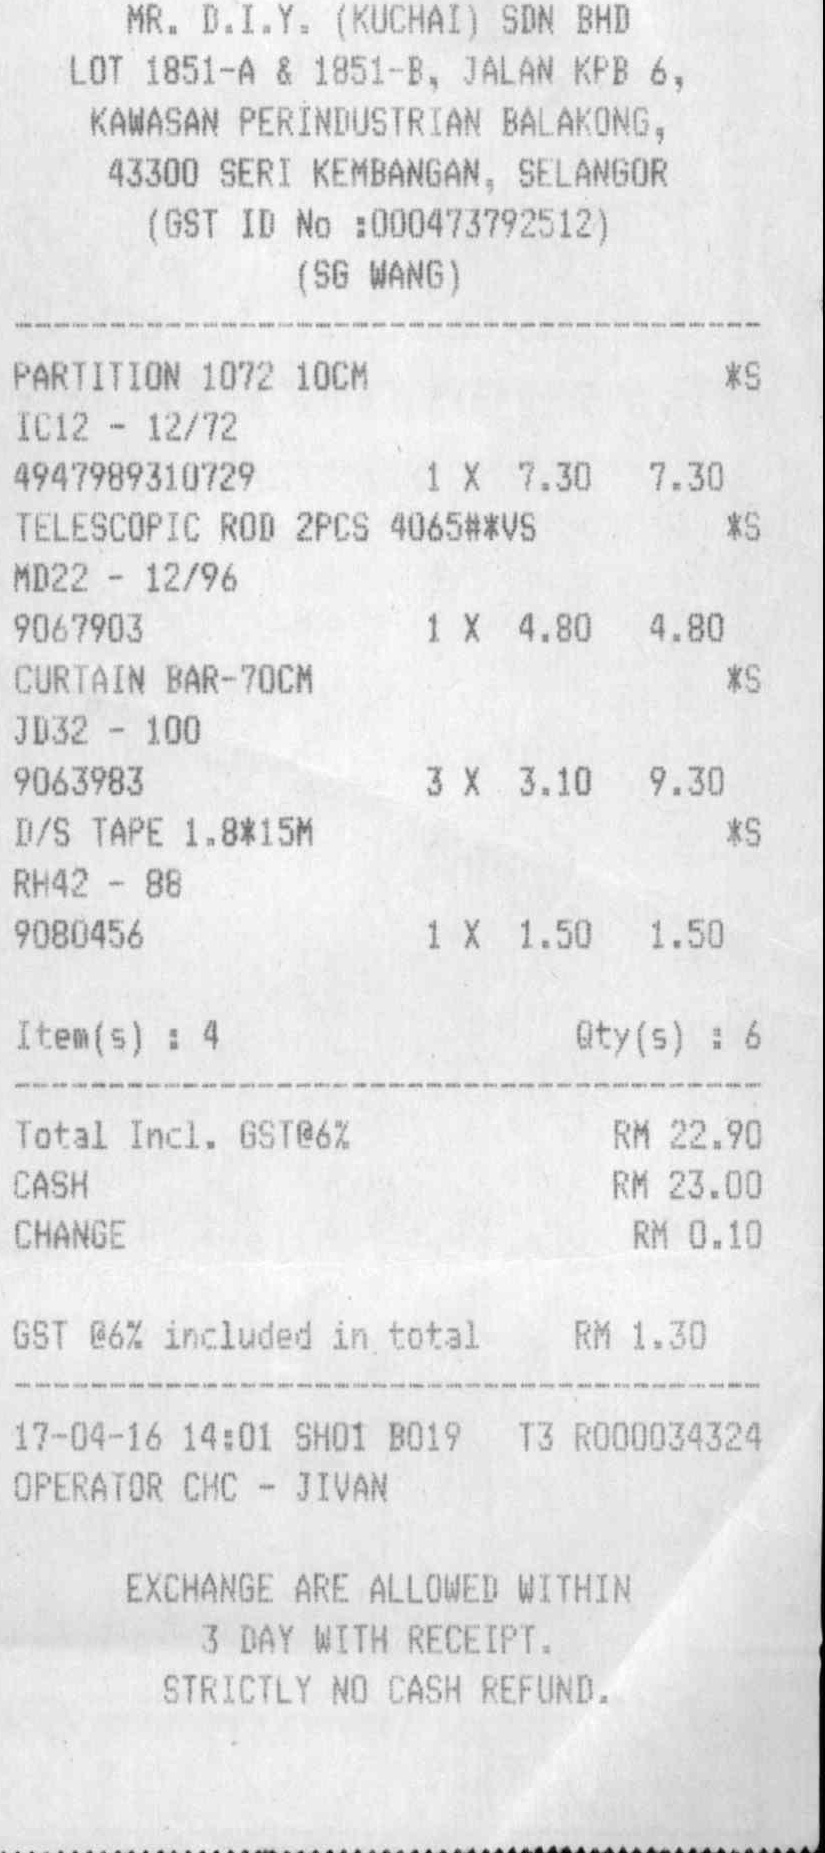 MR. D.I.Y. (KUCHAI) SDN BHD
LOT 1851-A & 1851-B, JALAN KPB 6,
KAWASAN PERINDUSTRIAN BALAKONG,
43300 SERI KEMBANGAN, SELANGOR
(GST ID No :000473792512)
(SG WANG)
PARTITION 1072 10CM *S
IC12 - 12/72
4947989310729 1 X 7.30 7.30
TELESCOPIC ROD 2PCS 4065#*VS *S
MD22 - 12/96
9067903 1 X 4.80 4.80
CURTAIN BAR-70CM *S
JD32 - 100
9063983 3 X 3.10 9.30
D/S TAPE 1.8*15M *S
RH42 - 88
9080456 1 X 1.50 1.50
Item(s) : 4 Qty(s) : 6
Total Incl. GST@6% RM 22.90
CASH RM 23.00
CHANGE RM 0.10
GST @6% included in total RM 1.30
17-04-16 14:01 SH01 B019 T3 R000034324
OPERATOR CHC - JIVAN
EXCHANGE ARE ALLOWED WITHIN
3 DAY WITH RECEIPT.
STRICTLY NO CASH REFUND.